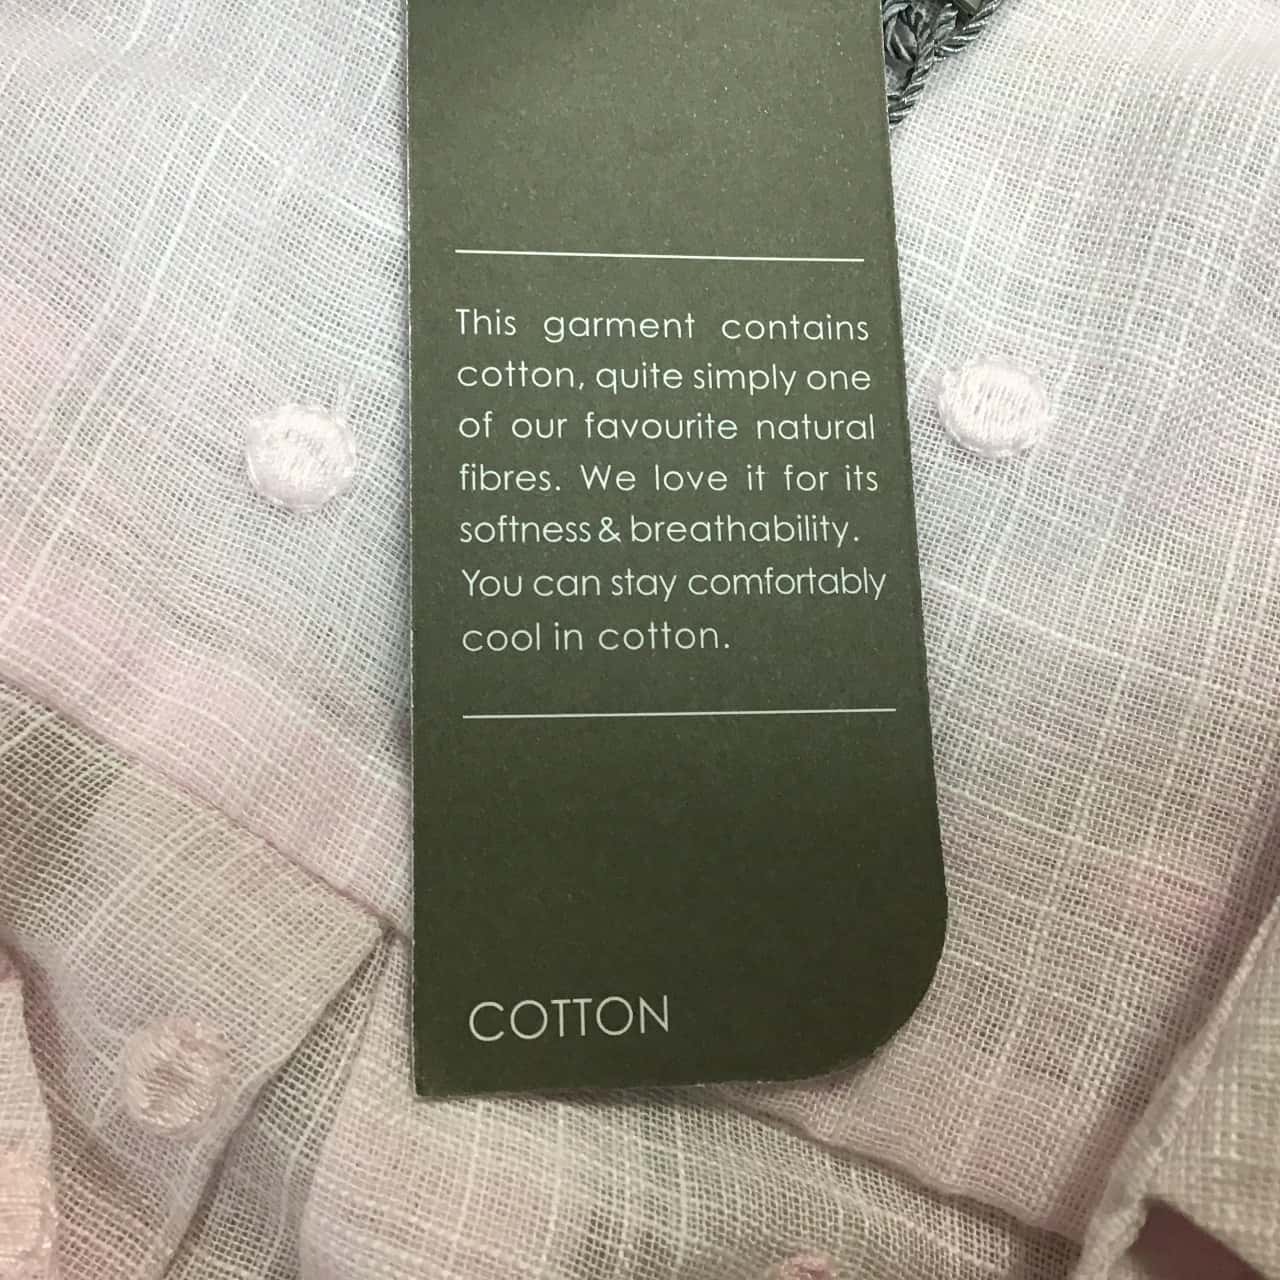 This garment contains
cotton, quite simply one
of our favourite natural
fibres. We love it for its
softness & breathability.
You can stay comfortably
cool in cotton.
COTTON